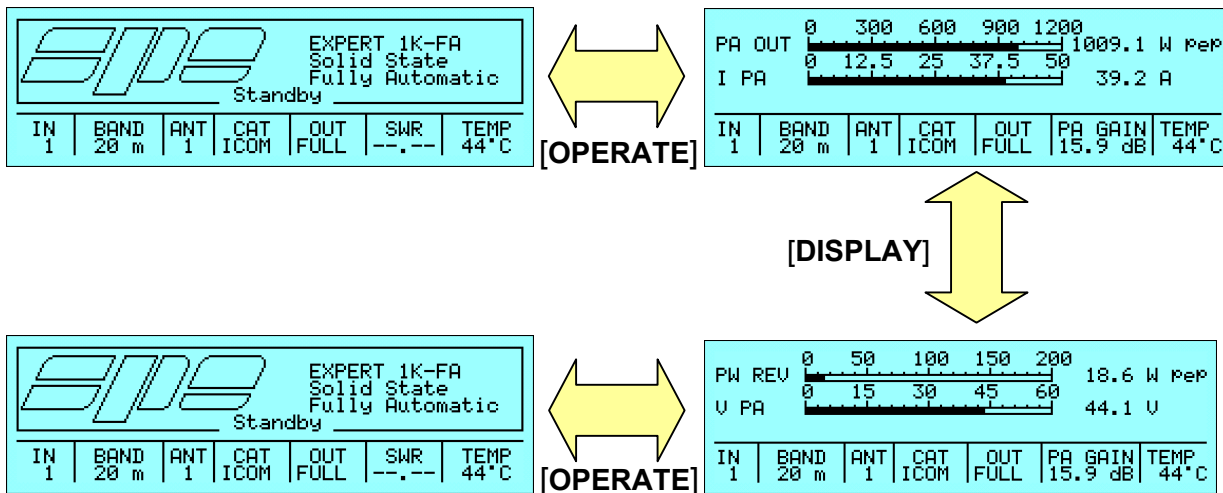 spe
EXPERT 1K-FA
Solid State
Fully Automatic
Standby
IN BAND ANT CAT OUT SWR TEMP
1 20 m 1 ICOM FULL --.-- 44°C
[OPERATE]
0 300 600 900 1200
PA OUT 1009.1 W pep
0 12.5 25 37.5 50
I PA 39.2 A
IN BAND ANT CAT OUT PA GAIN TEMP
1 20 m 1 ICOM FULL 15.9 dB 44°C
[DISPLAY]
spe
EXPERT 1K-FA
Solid State
Fully Automatic
Standby
IN BAND ANT CAT OUT SWR TEMP
1 20 m 1 ICOM FULL --.-- 44°C
[OPERATE]
0 50 100 150 200
PW REV 18.6 W pep
0 15 30 45 60
V PA 44.1 V
IN BAND ANT CAT OUT PA GAIN TEMP
1 20 m 1 ICOM FULL 15.9 dB 44°C